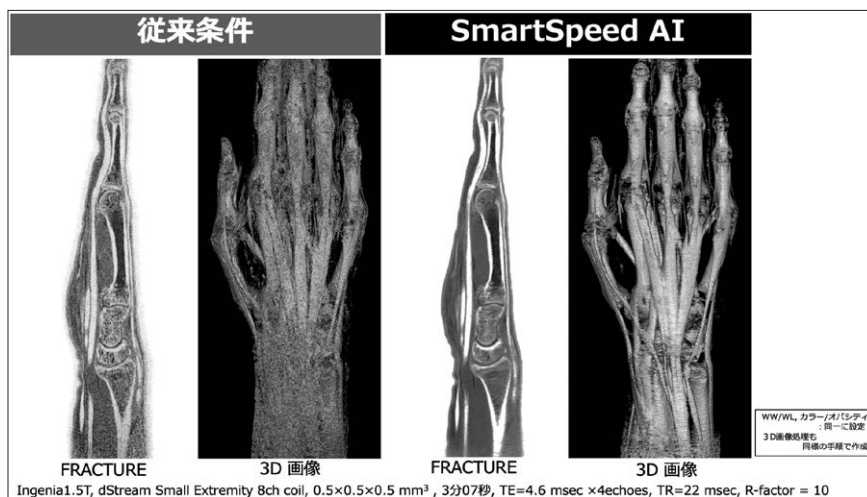 従来条件
SmartSpeed AI
FRACTURE
3D 画像
FRACTURE
3D 画像
WW/WL, カラー/オパシティ
: 同一に設定
3D画像処理も
同様の手順で作成
Ingenia1.5T, dStream Small Extremity 8ch coil, 0.5×0.5×0.5 mm³ , 3分07秒, TE=4.6 msec ×4echoes, TR=22 msec, R-factor = 10